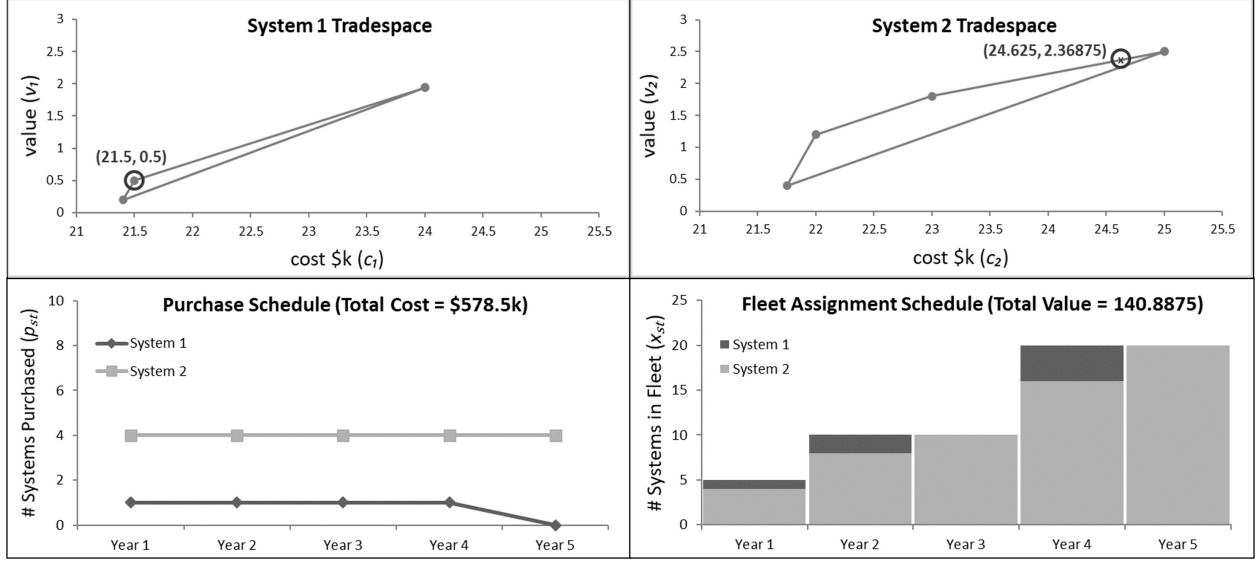 System 1 Tradespace
value (v₁)
3
2.5
2
1.5
1
0.5
0
(21.5, 0.5)
21 21.5 22 22.5 23 23.5 24 24.5 25 25.5
cost $k (c₁)
System 2 Tradespace
value (v₂)
3
2.5
2
1.5
1
0.5
0
(24.625, 2.36875)
x
21 21.5 22 22.5 23 23.5 24 24.5 25 25.5
cost $k (c₂)
Purchase Schedule (Total Cost = $578.5k)
# Systems Purchased (pₛₜ)
10
8
6
4
2
0
System 1
System 2
Year 1 Year 2 Year 3 Year 4 Year 5
Fleet Assignment Schedule (Total Value = 140.8875)
# Systems in Fleet (xₛₜ)
25
20
15
10
5
0
System 1
System 2
Year 1 Year 2 Year 3 Year 4 Year 5